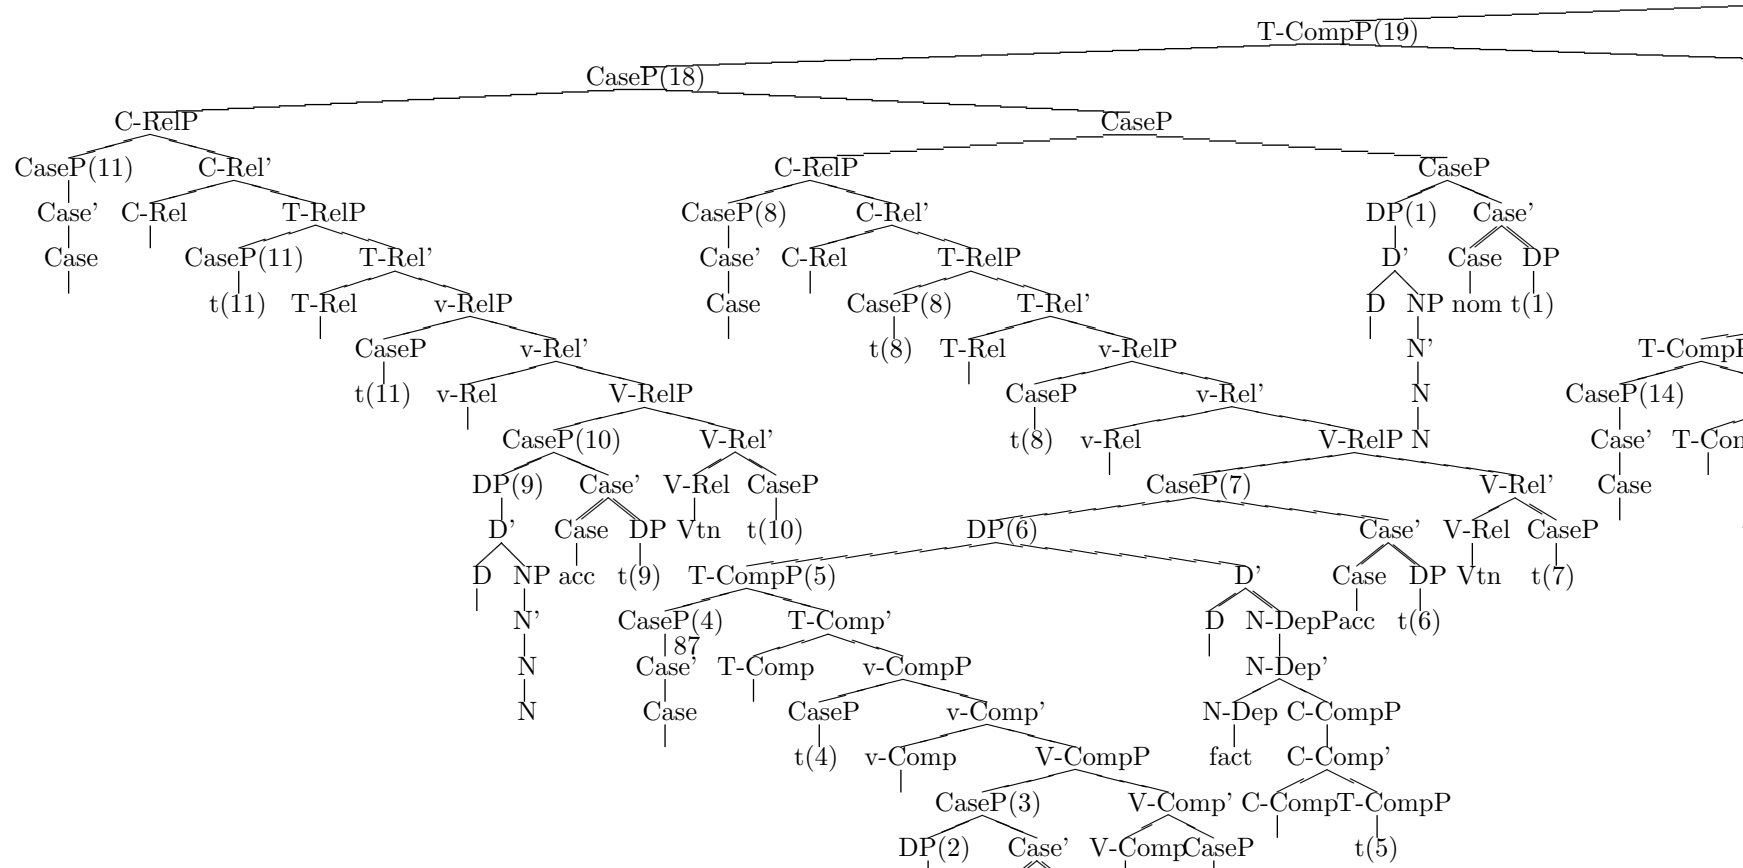 T-CompP(19)
CaseP(18)
C-RelP CaseP
CaseP(11) C-Rel’ C-RelP CaseP
Case’ C-Rel T-RelP CaseP(8) C-Rel’ DP(1) Case’
Case CaseP(11) T-Rel’ Case’ C-Rel T-RelP D’ Case DP
t(11) T-Rel v-RelP Case CaseP(8) T-Rel’ D NP nom t(1)
CaseP v-Rel’ t(8) T-Rel v-RelP N’ T-CompP
t(11) v-Rel V-RelP CaseP v-Rel’ N CaseP(14)
CaseP(10) V-Rel’ t(8) v-Rel V-RelP N Case’ T-Com
DP(9) Case’ V-Rel CaseP CaseP(7) V-Rel’ Case
D’ Case DP Vtn t(10) DP(6) Case’ V-Rel CaseP
D NP acc t(9) T-CompP(5) D’ Case DP Vtn t(7)
N’ CaseP(4) T-Comp’ D N-DepP acc t(6)
87
N Case’ T-Comp v-CompP N-Dep’
N Case CaseP v-Comp’ N-Dep C-CompP
t(4) v-Comp V-CompP fact C-Comp’
CaseP(3) V-Comp’ C-Comp T-CompP
DP(2) Case’ V-Comp CaseP t(5)